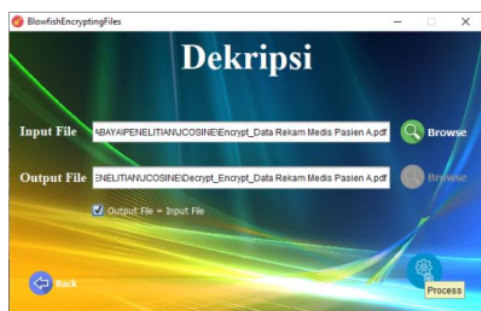 BlowfishEncryptingFiles
Dekripsi
Input File ABAYA\PENELITIAN\JCOSINE\Encrypt_Data Rekam Medis Pasien A.pdf Browse
Output File ENELITIAN\JCOSINE\Decrypt_Encrypt_Data Rekam Medis Pasien A.pdf Browse
Output File = Input File
Back
Process